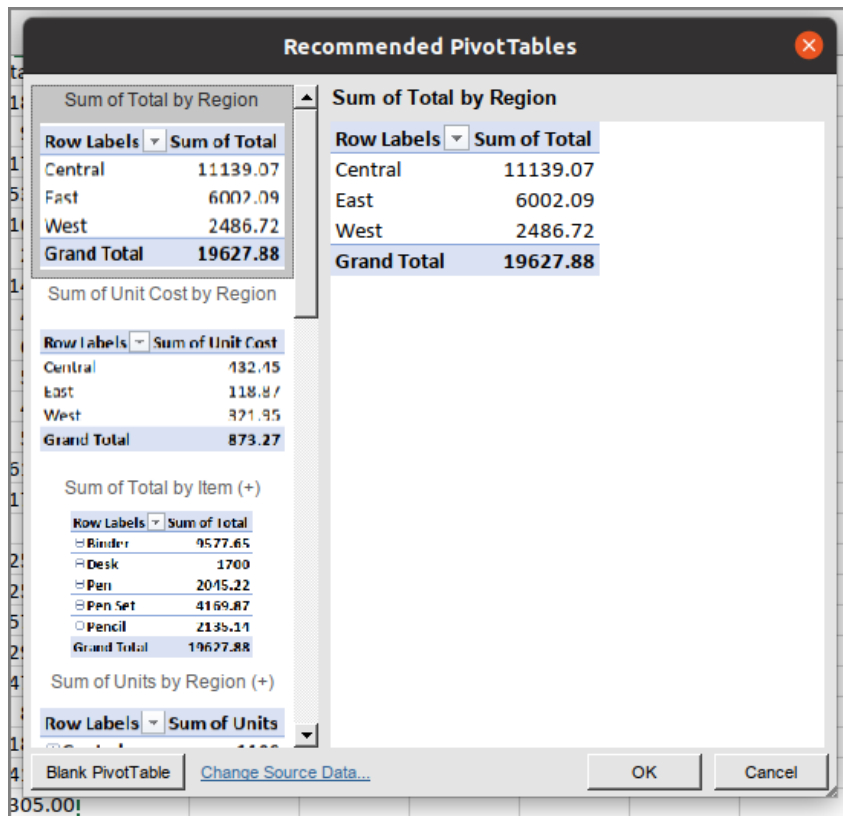 Recommended PivotTables
Sum of Total by Region
Row Labels Sum of Total
Central 11139.07
East 6002.09
West 2486.72
Grand Total 19627.88
Sum of Unit Cost by Region
Row Labels Sum of Unit Cost
Central 432.45
East 118.87
West 321.95
Grand Total 873.27
Sum of Total by Item (+)
Row Labels Sum of Total
Binder 9577.65
Desk 1700
Pen 2045.22
Pen Set 4169.87
Pencil 2135.14
Grand Total 19627.88
Sum of Units by Region (+)
Row Labels Sum of Units
Sum of Total by Region
Row Labels Sum of Total
Central 11139.07
East 6002.09
West 2486.72
Grand Total 19627.88
Blank PivotTable Change Source Data... OK Cancel
305.00